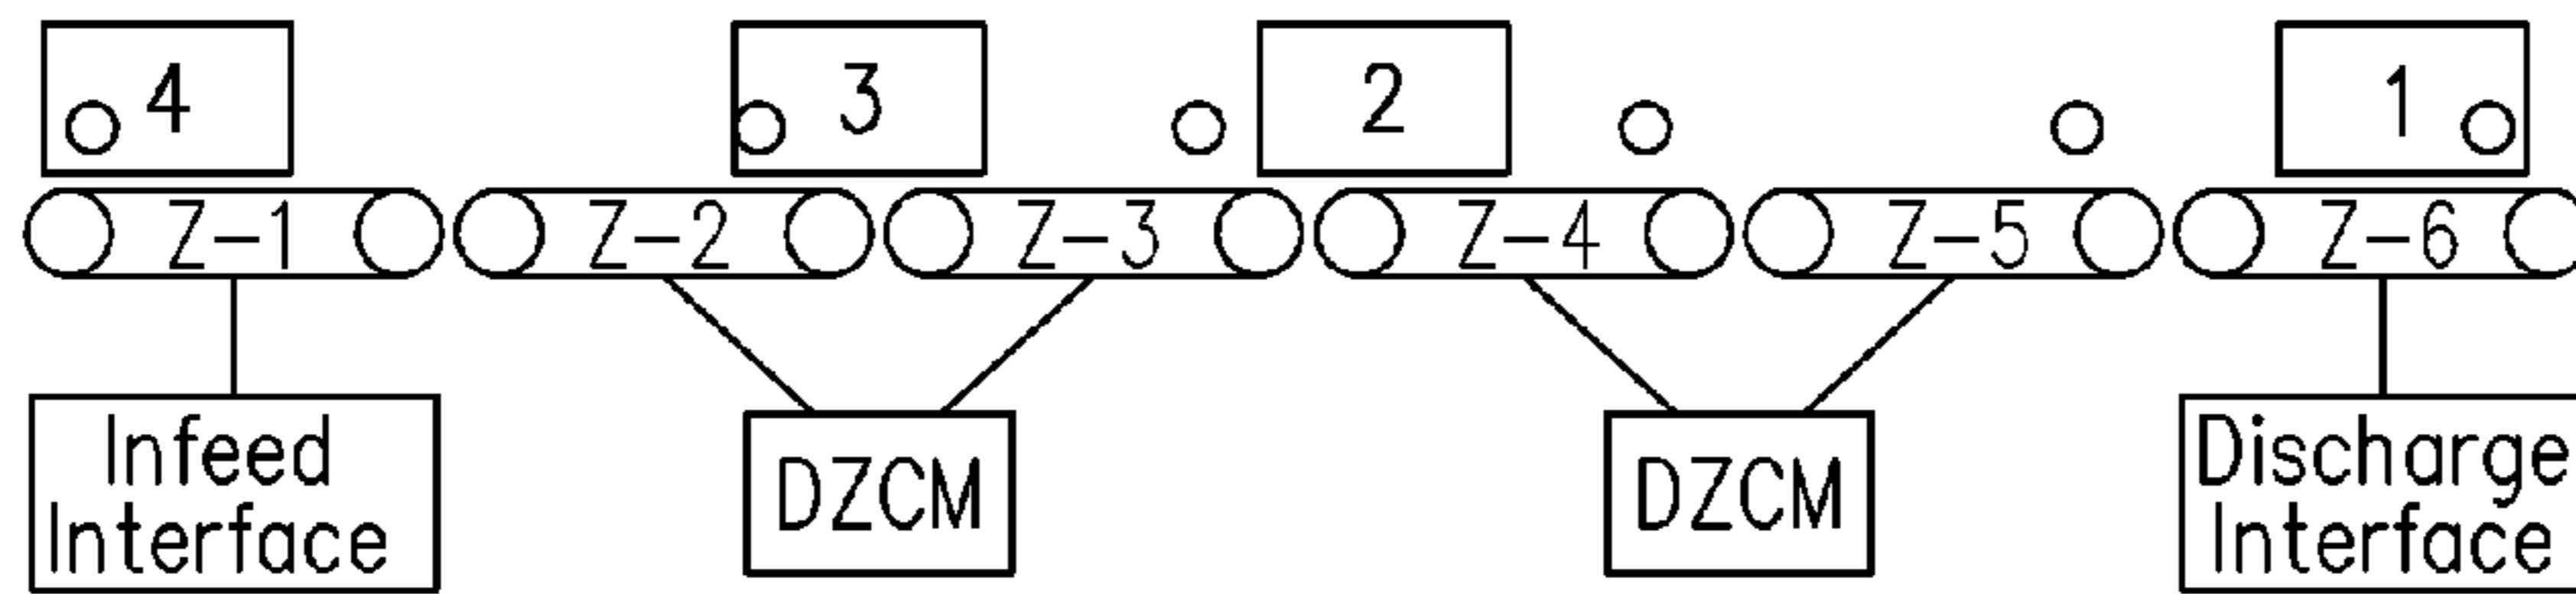 4 3 2 1
Z-1 Z-2 Z-3 Z-4 Z-5 Z-6
Infeed
Interface
DZCM
DZCM
Discharge
Interface